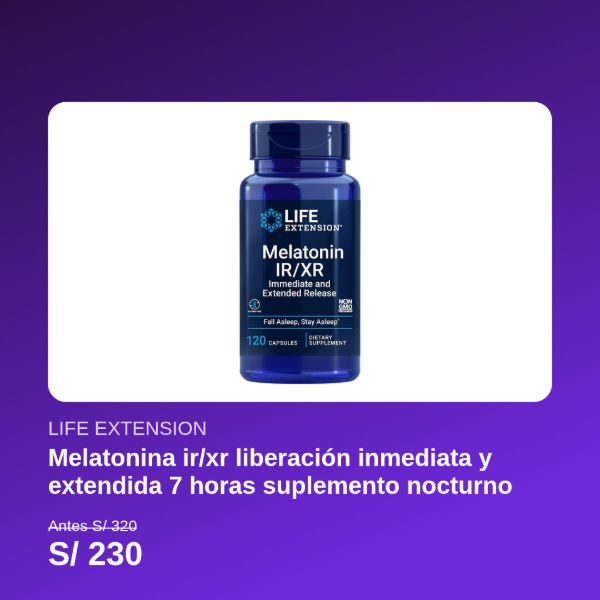 LIFE
EXTENSION
Melatonin
IR/XR
Immediate and
Extended Release
NON
GMO
Fall Asleep, Stay Asleep*
120 CAPSULES
DIETARY
SUPPLEMENT
LIFE EXTENSION
Melatonina ir/xr liberación inmediata y
extendida 7 horas suplemento nocturno
Antes S/ 320
S/ 230